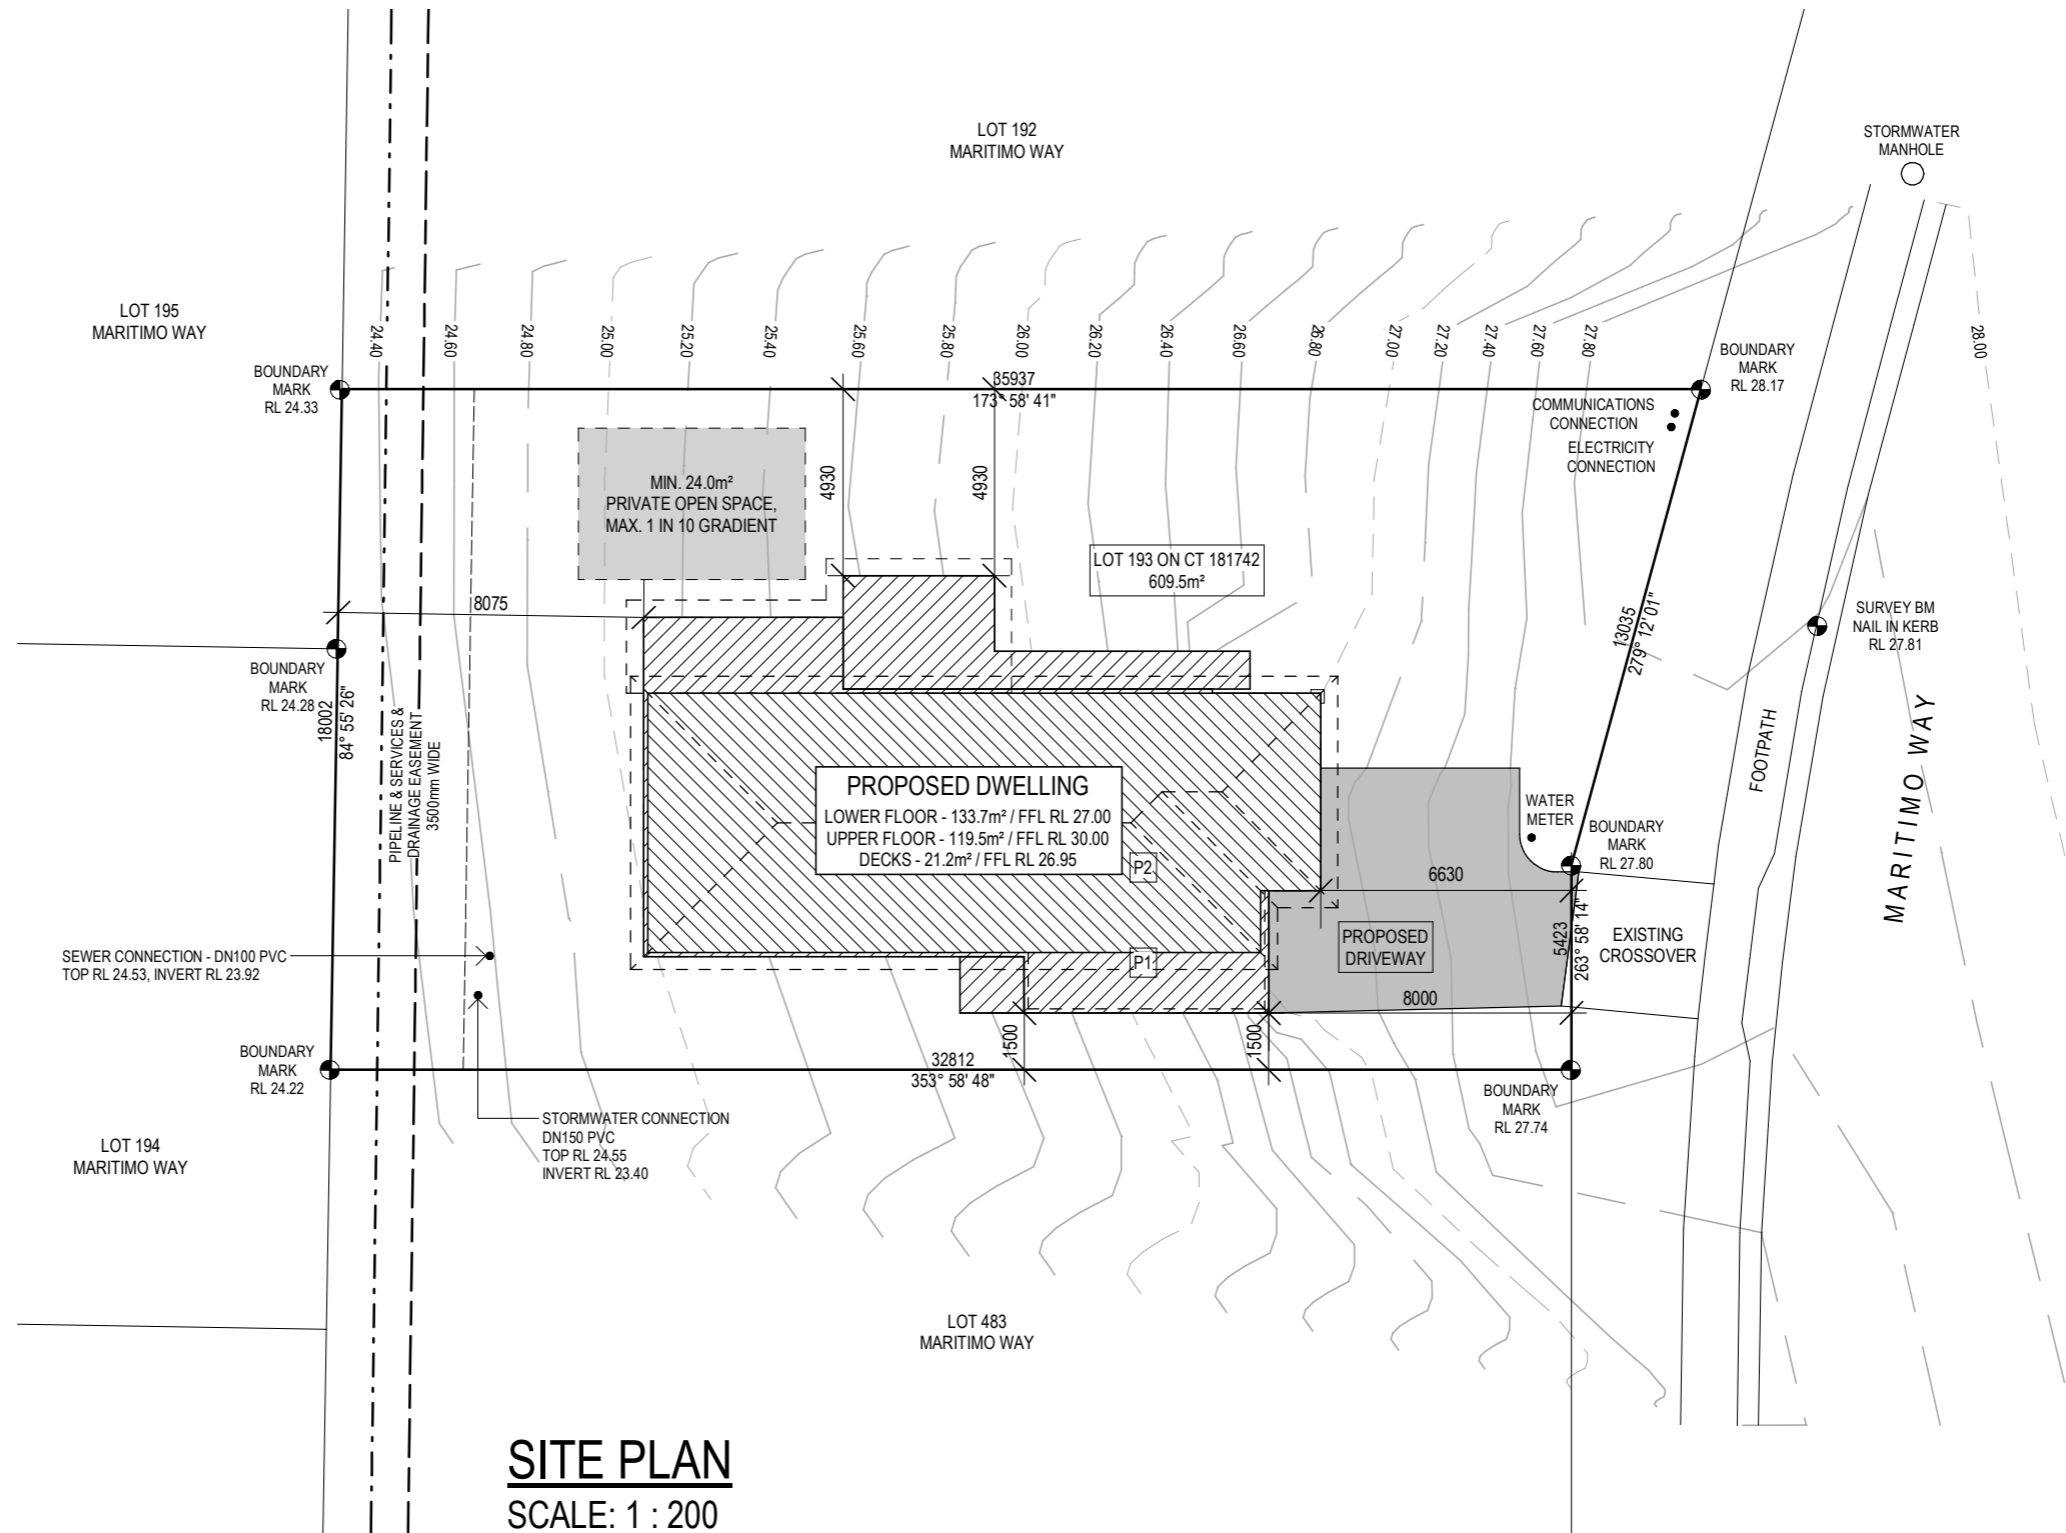 LOT 192
MARITIMO WAY
STORMWATER
MANHOLE
LOT 195
MARITIMO WAY
24.40
24.60
24.80
25.00
25.20
25.40
25.60
25.80
26.00
26.20
26.40
26.60
26.80
27.00
27.20
27.40
27.60
27.80
28.00
BOUNDARY
MARK
RL 24.33
35937
173° 58' 41"
BOUNDARY
MARK
RL 28.17
COMMUNICATIONS
CONNECTION
ELECTRICITY
CONNECTION
MIN. 24.0m²
PRIVATE OPEN SPACE,
MAX. 1 IN 10 GRADIENT
4930
4930
LOT 193 ON CT 181742
609.5m²
8075
13035
279° 12' 01"
SURVEY BM
NAIL IN KERB
RL 27.81
BOUNDARY
MARK
RL 24.28
18002
84° 55' 26"
PIPELINE & SERVICES &
DRAINAGE EASEMENT
3500mm WIDE
FOOTPATH
MARITIMO WAY
PROPOSED DWELLING
LOWER FLOOR - 133.7m² / FFL RL 27.00
UPPER FLOOR - 119.5m² / FFL RL 30.00
DECKS - 21.2m² / FFL RL 26.95
P2
WATER
METER
BOUNDARY
MARK
RL 27.80
6630
5423
263° 58' 14"
PROPOSED
DRIVEWAY
EXISTING
CROSSOVER
SEWER CONNECTION - DN100 PVC
TOP RL 24.53, INVERT RL 23.92
P1
8000
1500
1500
BOUNDARY
MARK
RL 24.22
32812
353° 58' 48"
BOUNDARY
MARK
RL 27.74
STORMWATER CONNECTION
DN150 PVC
TOP RL 24.55
INVERT RL 23.40
LOT 194
MARITIMO WAY
LOT 483
MARITIMO WAY
SITE PLAN
SCALE: 1 : 200